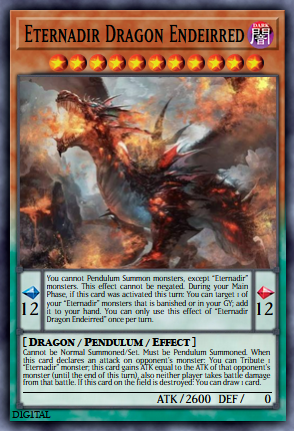 Eternadir Dragon Endeirred
DARK
闇
You cannot Pendulum Summon monsters, except "Eternadir"
monsters. This effect cannot be negated. During your Main
Phase, if this card was activated this turn: You can target 1 of
your "Eternadir" monsters that is banished or in your GY; add
it to your hand. You can only use this effect of "Eternadir
Dragon Endeirred" once per turn.
12
12
[ Dragon / Pendulum / Effect ]
Cannot be Normal Summoned/Set. Must be Pendulum Summoned. When
this card declares an attack on opponent's monster: You can Tribute 1
"Eternadir" monster; this card gains ATK equal to the ATK of that opponent's
monster (until the end of this turn), also neither player takes battle damage
from that battle. If this card on the field is destroyed: You can draw 1 card.
ATK / 2600 DEF / 0
DIGITAL